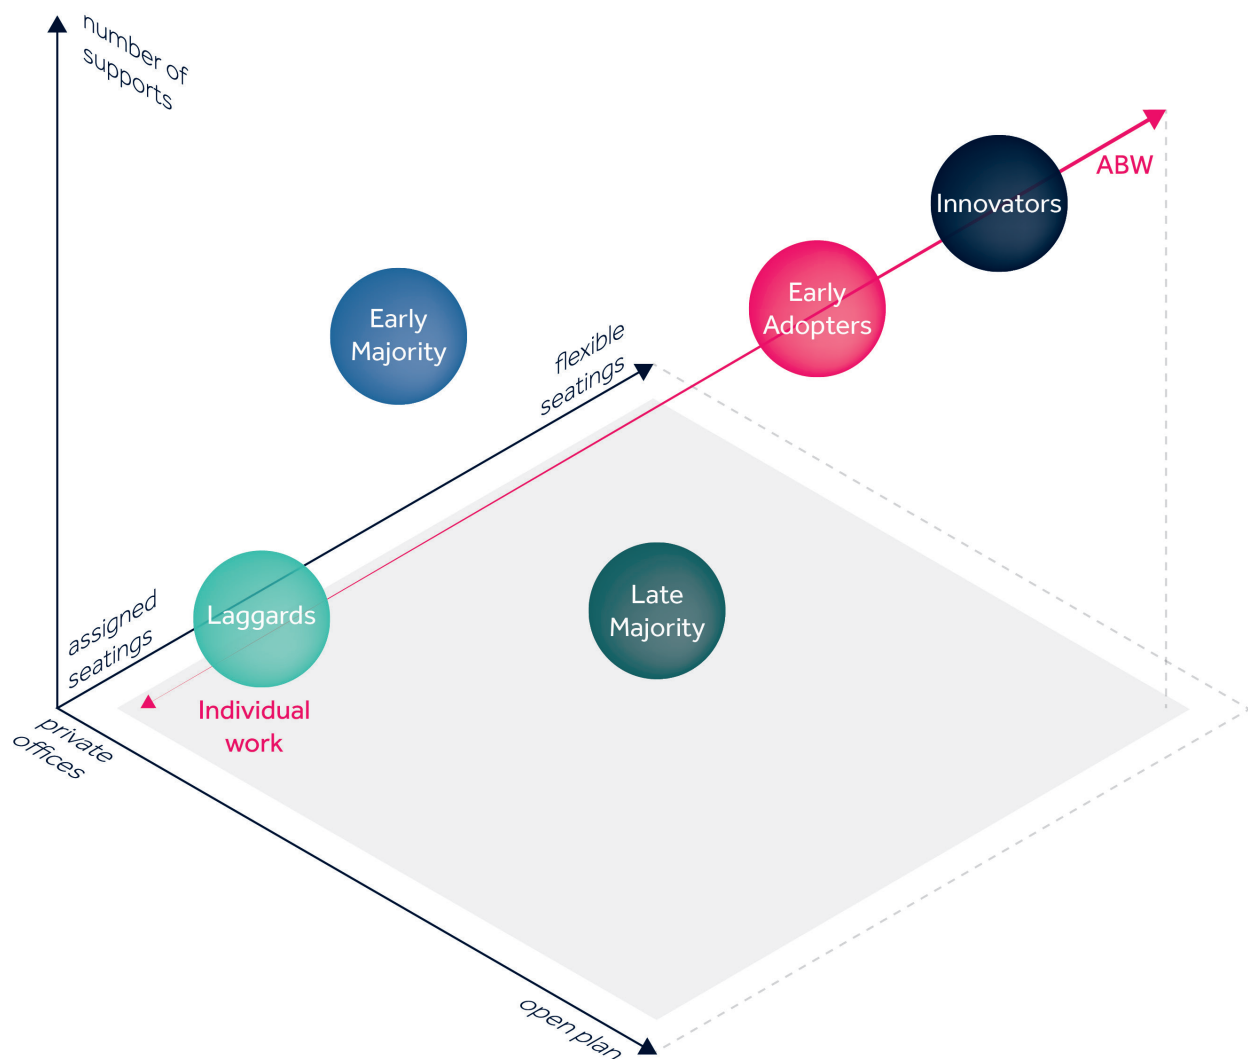 number of
supports
ABW
Innovators
Early
Adopters
Early
Majority
flexible
seatings
Late
Majority
Laggards
assigned
seatings
Individual
work
private
offices
open plan